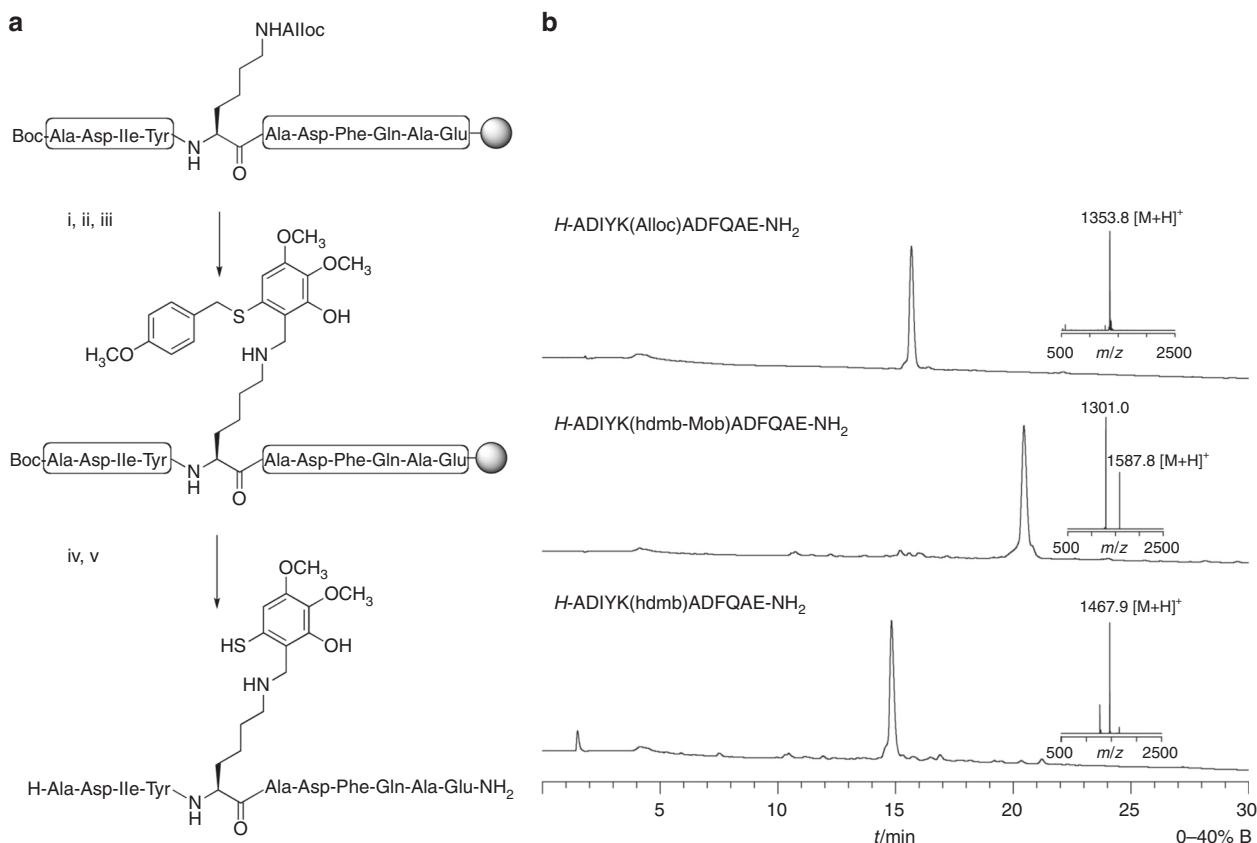 a
NHAlloc
Boc-Ala-Asp-Ile-Tyr
N
H
O
Ala-Asp-Phe-Gln-Ala-Glu
i, ii, iii
OCH3
OCH3
S
OH
H3CO
HN
Boc-Ala-Asp-Ile-Tyr
N
H
O
Ala-Asp-Phe-Gln-Ala-Glu
iv, v
OCH3
OCH3
HS
OH
HN
H-Ala-Asp-Ile-Tyr
N
H
O
Ala-Asp-Phe-Gln-Ala-Glu-NH2
b
H-ADIYK(Alloc)ADFQAE-NH2
1353.8 [M+H]+
500 m/z 2500
H-ADIYK(hdmb-Mob)ADFQAE-NH2
1301.0
1587.8 [M+H]+
500 m/z 2500
H-ADIYK(hdmb)ADFQAE-NH2
1467.9 [M+H]+
500 m/z 2500
5 10 15 20 25 30
t/min
0–40% B